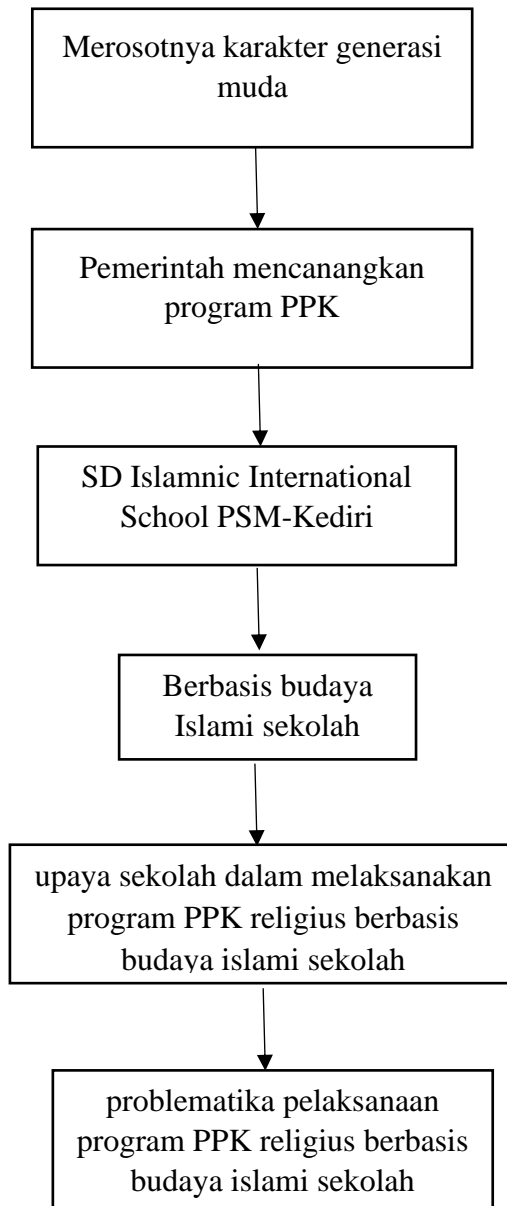 Merosotnya karakter generasi
muda
Pemerintah mencanangkan
program PPK
SD Islamnic International
School PSM-Kediri
Berbasis budaya
Islami sekolah
upaya sekolah dalam melaksanakan
program PPK religius berbasis
budaya islami sekolah
problematika pelaksanaan
program PPK religius berbasis
budaya islami sekolah